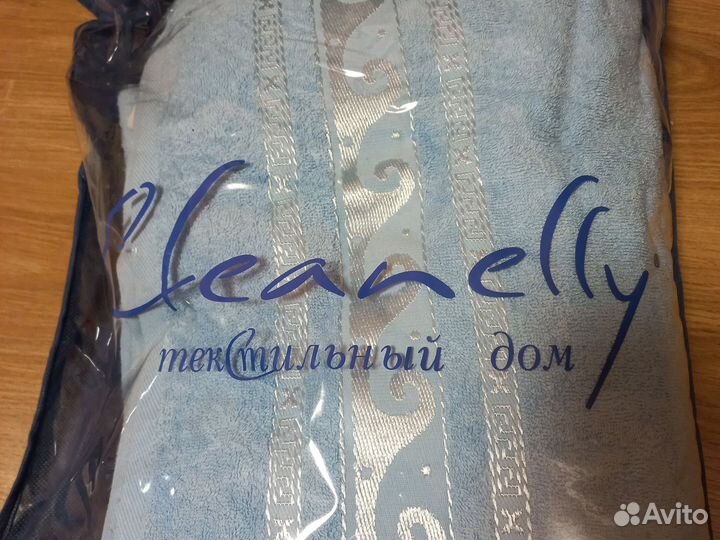 Cleanelly
текСтильный дом
Avito